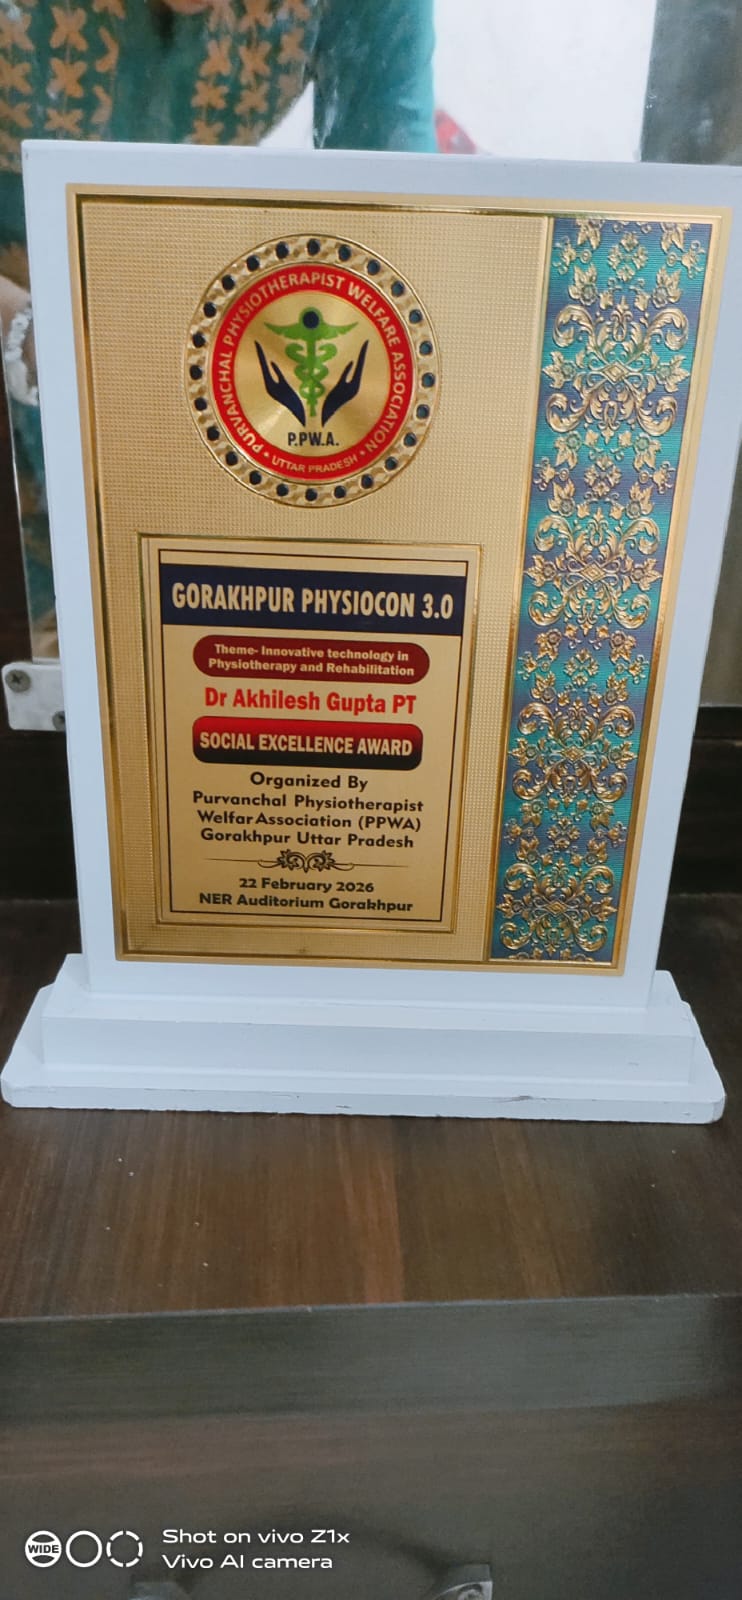 PURVANCHAL PHYSIOTHERAPIST WELFARE ASSOCIATION
P.P.W.A.
• UTTAR PRADESH •
GORAKHPUR PHYSIOCON 3.0
Theme- Innovative technology in
Physiotherapy and Rehabilitation
Dr Akhilesh Gupta PT
SOCIAL EXCELLENCE AWARD
Organized By
Purvanchal Physiotherapist
Welfar Association (PPWA)
Gorakhpur Uttar Pradesh
22 February 2026
NER Auditorium Gorakhpur
WIDE
Shot on vivo Z1x
Vivo AI camera